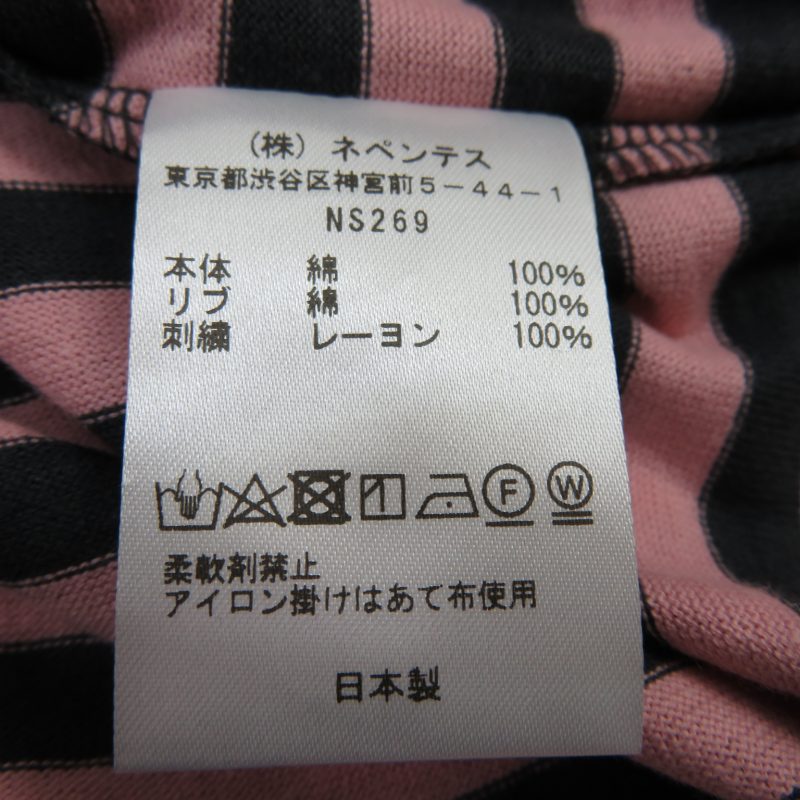 （株）ネペンテス
東京都渋谷区神宮前5-44-1
NS269
本体 綿 100%
リブ 綿 100%
刺繍 レーヨン 100%
F W
柔軟剤禁止
アイロン掛けはあて布使用
日本製